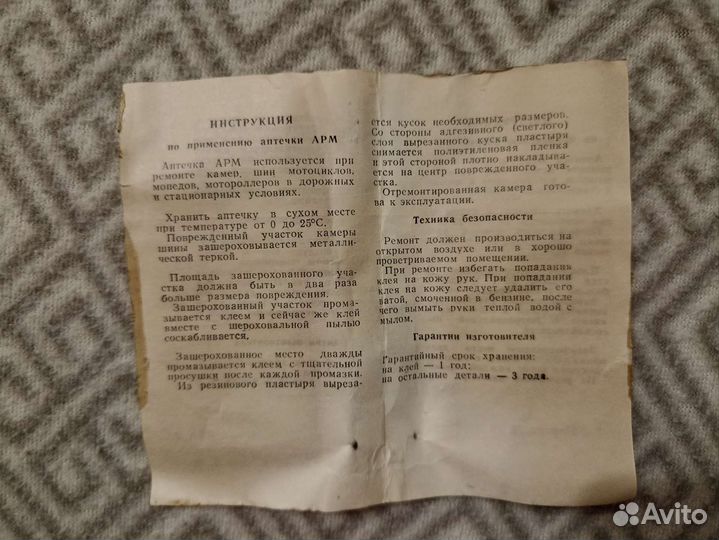 ИНСТРУКЦИЯ
по применению аптечки АРМ
Аптечка АРМ используется при
ремонте камер, шин мотоциклов,
мопедов, мотороллеров в дорожных
и стационарных условиях.
Хранить аптечку в сухом месте
при температуре от 0 до 25°С.
Поврежденный участок камеры
шины зашероховывается металли-
ческой теркой.
Площадь зашерохованного уча-
стка должна быть в два раза
больше размера повреждения.
Зашерохованный участок прома-
зывается клеем и сейчас же клей
вместе с шероховальной пылью
соскабливается.
Зашерохованное место дважды
промазывается клеем с тщательной
просушки после каждой промазки.
Из резинового пластыря выреза-
ется кусок необходимых размеров.
Со стороны адгезивного (светлого)
слоя вырезанного куска пластыря
снимается полиэтиленовая пленка
и этой стороной плотно накладыва-
ется на центр поврежденного уча-
стка.
Отремонтированная камера гото-
ва к эксплуатации.
Техника безопасности
Ремонт должен производиться на
открытом воздухе или в хорошо
проветриваемом помещении.
При ремонте избегать попадания
клея на кожу рук. При попадании
клея на кожу следует удалить его
ватой, смоченной в бензине, после
чего вымыть руки теплой водой с
мылом.
Гарантии изготовителя
Гарантийный срок хранения:
на клей — 1 год;
на остальные детали — 3 года.
Avito